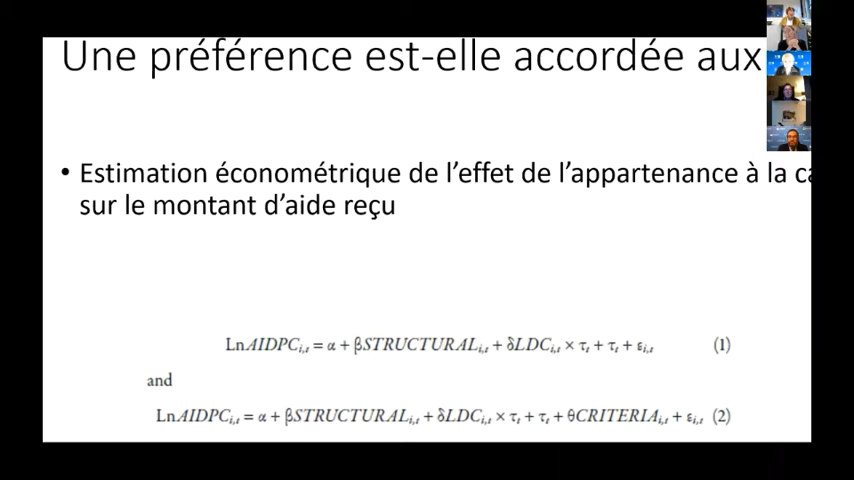 Une préférence est-elle accordée aux
• Estimation économétrique de l'effet de l'appartenance à la
sur le montant d'aide reçu
LnAIDPC_{i,t} = α + βSTRUCTURAL_{i,t} + δLDC_{i,t} × τ_t + τ_t + ε_{i,t} (1)
and
LnAIDPC_{i,t} = α + βSTRUCTURAL_{i,t} + δLDC_{i,t} × τ_t + τ_t + θCRITERIA_{i,t} + ε_{i,t} (2)